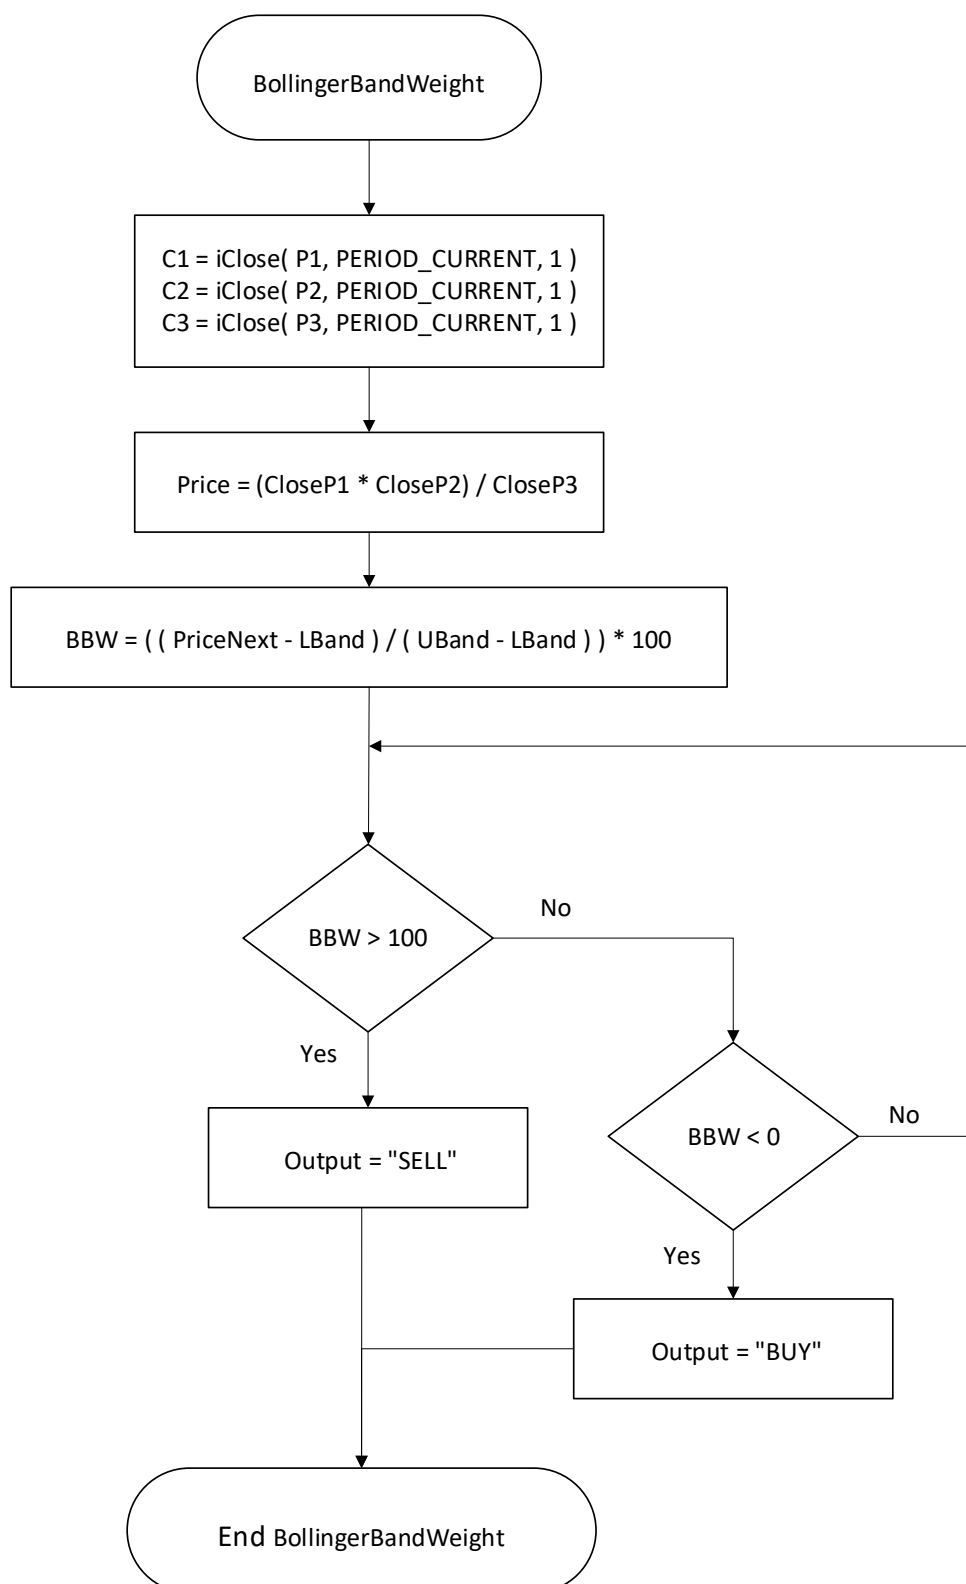 BollingerBandWeight
C1 = iClose( P1, PERIOD_CURRENT, 1 )
C2 = iClose( P2, PERIOD_CURRENT, 1 )
C3 = iClose( P3, PERIOD_CURRENT, 1 )
Price = (CloseP1 * CloseP2) / CloseP3
BBW = ( ( PriceNext - LBand ) / ( UBand - LBand ) ) * 100
BBW > 100
No
Yes
Output = "SELL"
BBW < 0
No
Yes
Output = "BUY"
End BollingerBandWeight